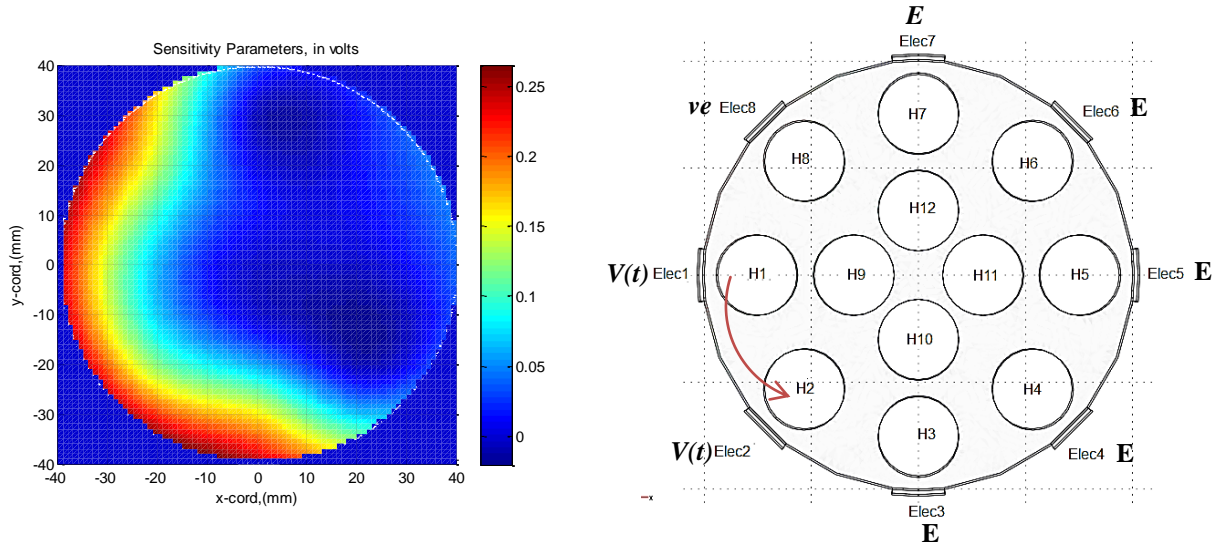 Sensitivity Parameters, in volts
40
30
20
10
0
-10
-20
-30
-40
y-cord,(mm)
-40 -30 -20 -10 0 10 20 30 40
x-cord,(mm)
0.25
0.2
0.15
0.1
0.05
0
E
Elec7
ve Elec8
Elec6 E
H7
H8
H6
H12
V(t) Elec1
H1
H9
H11
H5
Elec5 E
H10
H2
H4
H3
V(t) Elec2
Elec4 E
x
Elec3
E